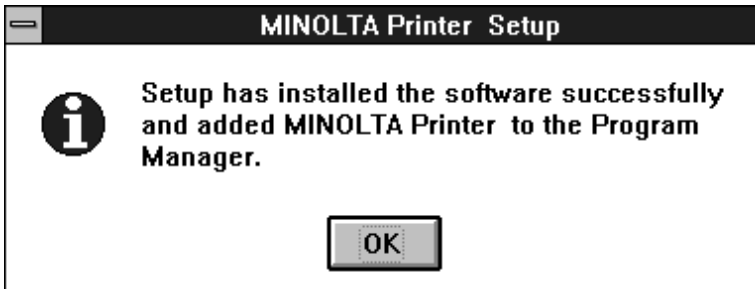 MINOLTA Printer  Setup
Setup has installed the software successfully
and added MINOLTA Printer  to the Program
Manager.
OK